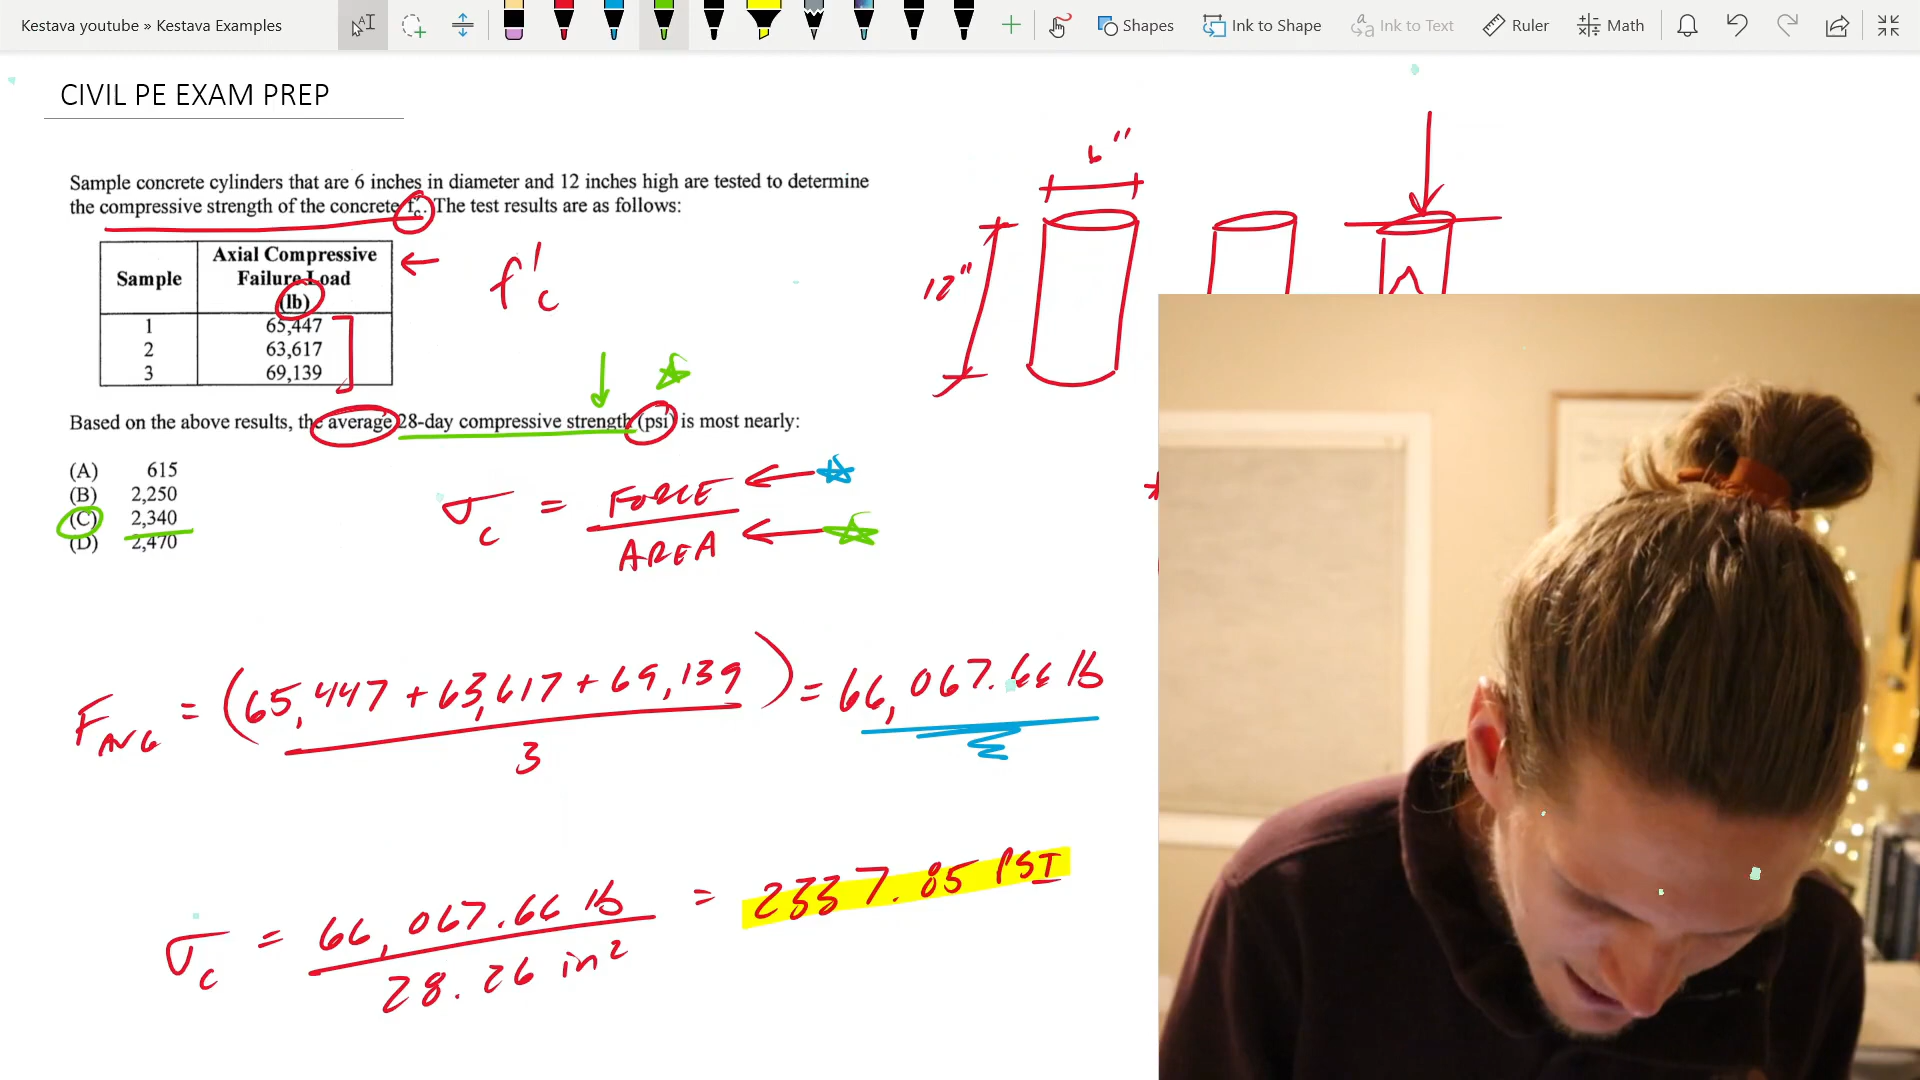 Kestava youtube » Kestava Examples
Shapes
Ink to Shape
Ink to Text
Ruler
Math
CIVIL PE EXAM PREP
Sample concrete cylinders that are 6 inches in diameter and 12 inches high are tested to determine
the compressive strength of the concrete f'c. The test results are as follows:
Sample
Axial Compressive
Failure Load
(lb)
1 65,447
2 63,617
3 69,139
f'c
6"
12"
Based on the above results, the average 28-day compressive strength (psi) is most nearly:
(A) 615
(B) 2,250
(C) 2,340
(D) 2,470
σc = FORCE
AREA
FAVG = (65,447 + 63,617 + 69,139) = 66,067.66 lb
3
σc = 66,067.66 lb = 2337.85 PSI
28.26 in²